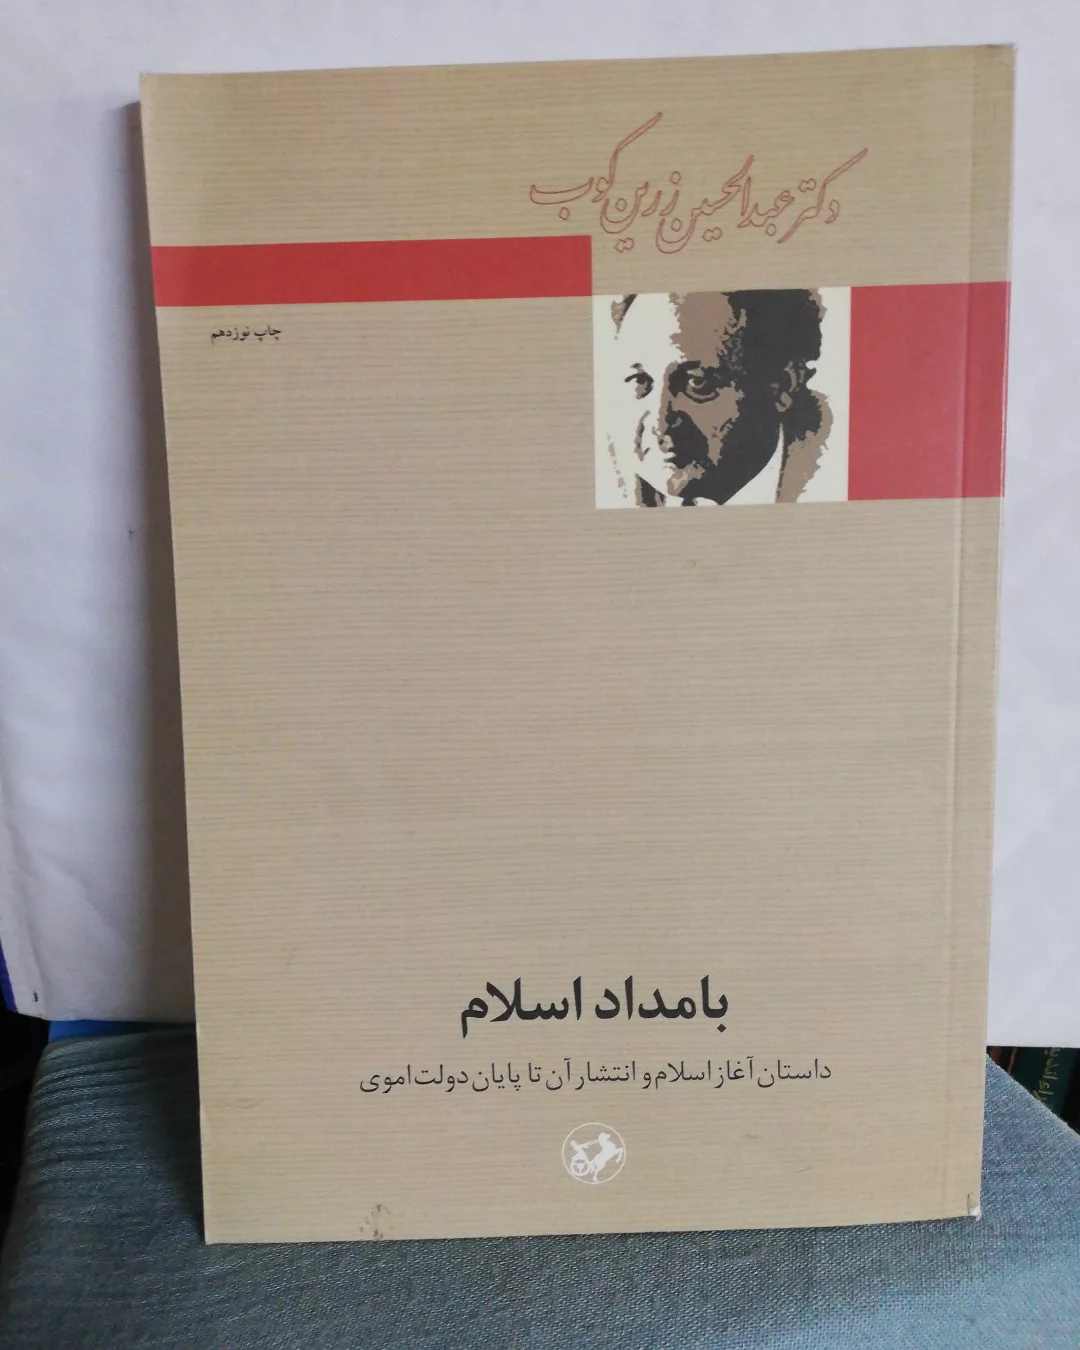 دکتر عبدالحسین زرین‌کوب
چاپ نوزدهم
بامداد اسلام
داستان آغاز اسلام و انتشار آن تا پایان دولت اموی